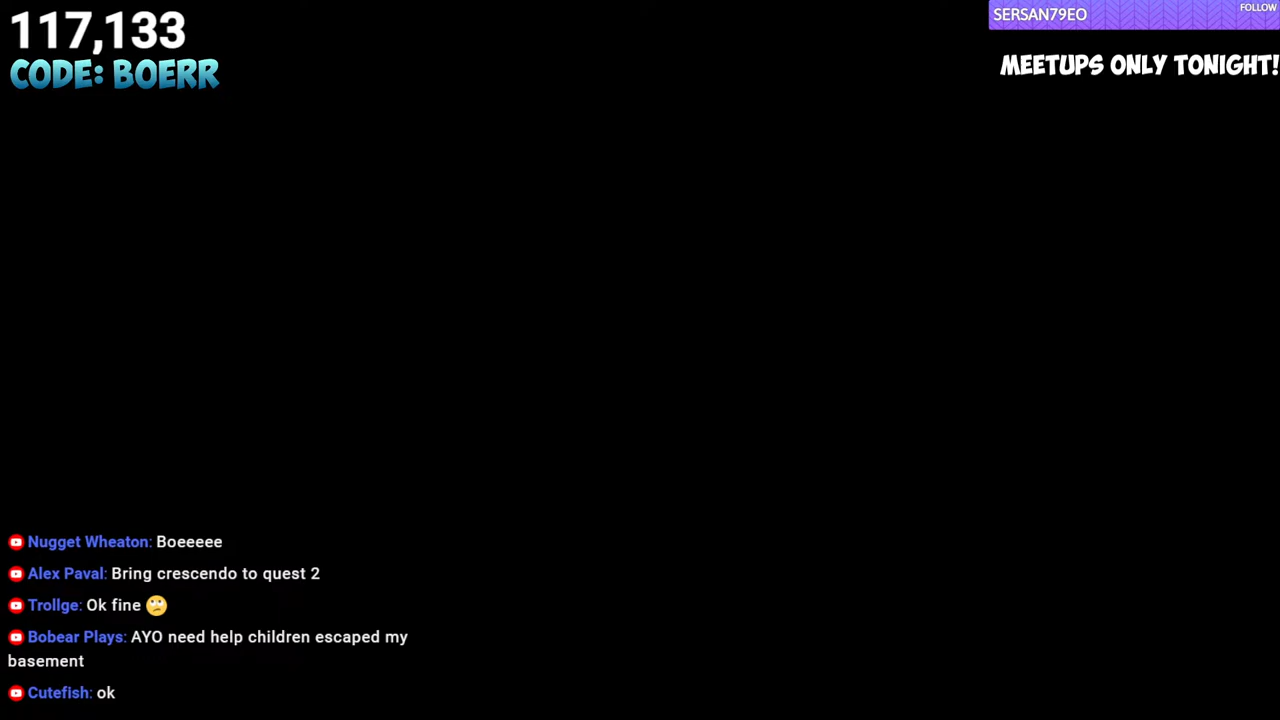 117,133
CODE: BOERR
SERSAN79EO
FOLLOW
MEETUPS ONLY TONIGHT!
Nugget Wheaton: Boeeeee
Alex Paval: Bring crescendo to quest 2
Trollge: Ok fine 🙄
Bobear Plays: AYO need help children escaped my
basement
Cutefish: ok